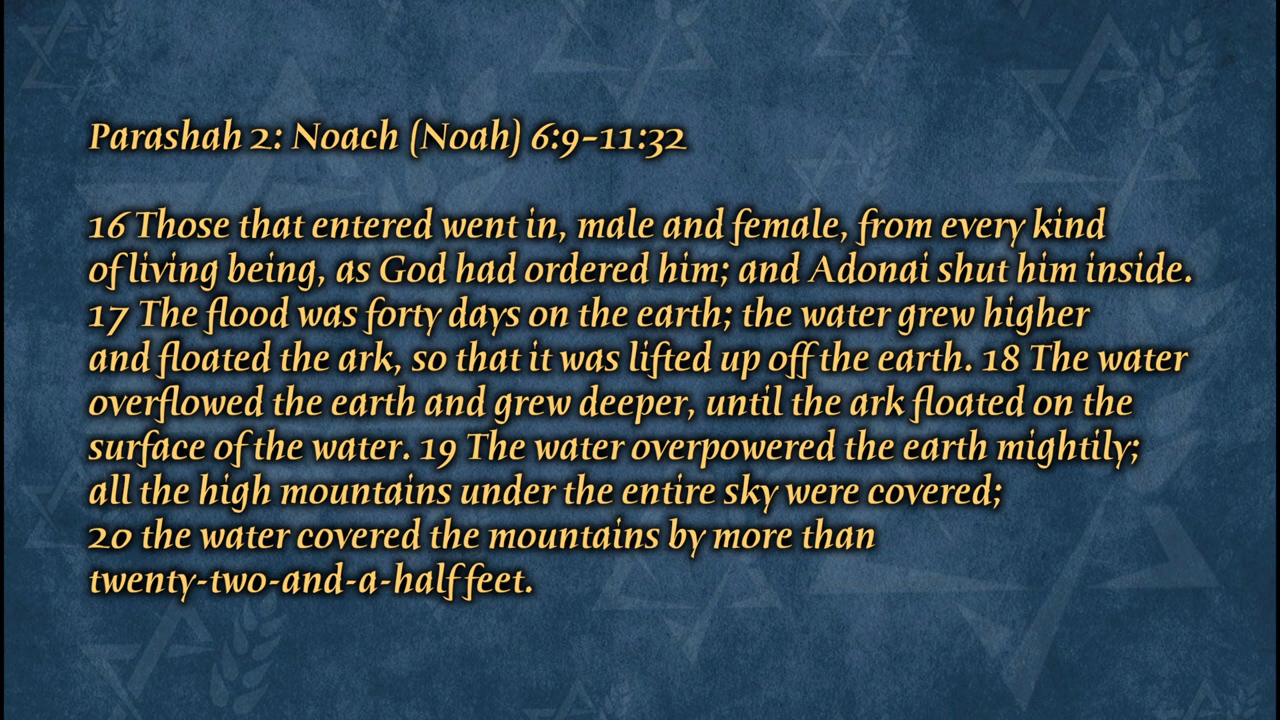 Parashah 2: Noach (Noah) 6:9-11:32
16 Those that entered went in, male and female, from every kind
of living being, as God had ordered him; and Adonai shut him inside.
17 The flood was forty days on the earth; the water grew higher
and floated the ark, so that it was lifted up off the earth. 18 The water
overflowed the earth and grew deeper, until the ark floated on the
surface of the water. 19 The water overpowered the earth mightily;
all the high mountains under the entire sky were covered;
20 the water covered the mountains by more than
twenty-two-and-a-half feet.